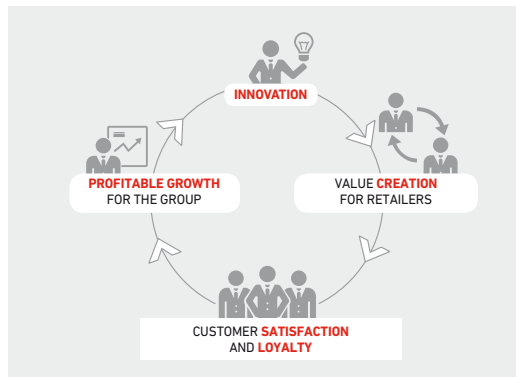 INNOVATION
PROFITABLE GROWTH
FOR THE GROUP
VALUE CREATION
FOR RETAILERS
CUSTOMER SATISFACTION
AND LOYALTY